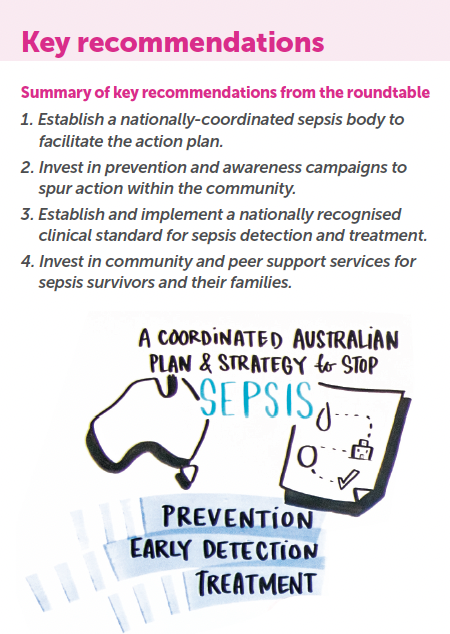 Key recommendations
Summary of key recommendations from the roundtable
1. Establish a nationally-coordinated sepsis body to
facilitate the action plan.
2. Invest in prevention and awareness campaigns to
spur action within the community.
3. Establish and implement a nationally recognised
clinical standard for sepsis detection and treatment.
4. Invest in community and peer support services for
sepsis survivors and their families.
A COORDINATED AUSTRALIAN
PLAN & STRATEGY to STOP
SEPSIS
PREVENTION
EARLY DETECTION
TREATMENT